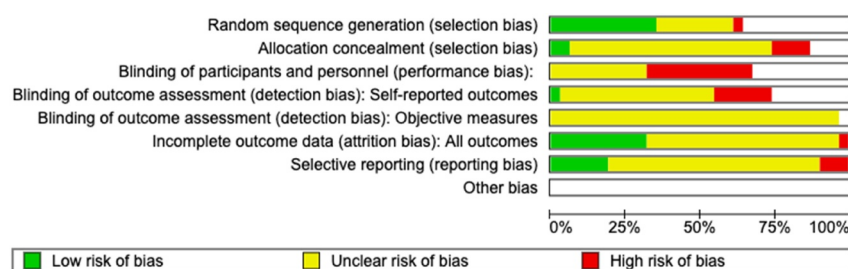 Random sequence generation (selection bias)
Allocation concealment (selection bias)
Blinding of participants and personnel (performance bias):
Blinding of outcome assessment (detection bias): Self-reported outcomes
Blinding of outcome assessment (detection bias): Objective measures
Incomplete outcome data (attrition bias): All outcomes
Selective reporting (reporting bias)
Other bias
0% 25% 50% 75% 100%
Low risk of bias Unclear risk of bias High risk of bias